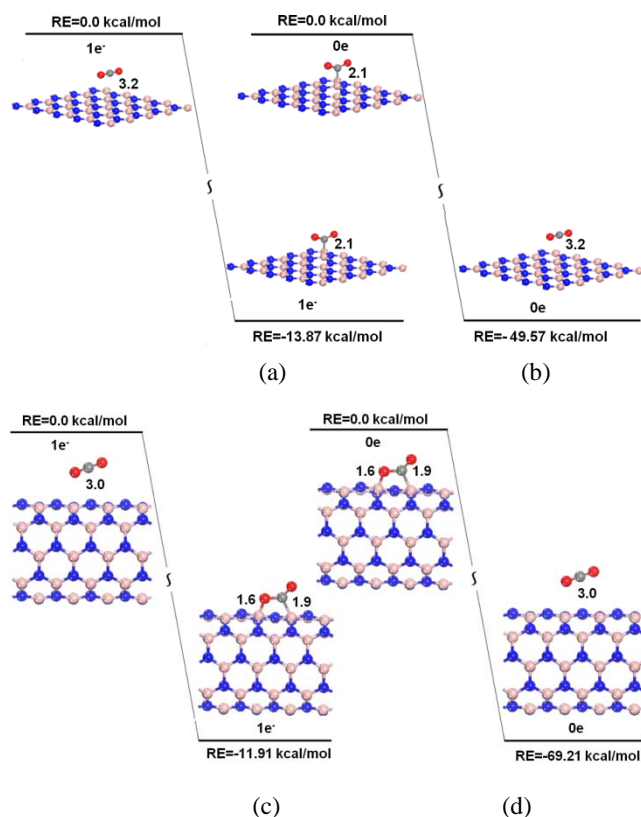 RE=0.0 kcal/mol
1e-
3.2
RE=0.0 kcal/mol
0e
2.1
2.1
1e-
RE=-13.87 kcal/mol
3.2
0e
RE=- 49.57 kcal/mol
(a)
(b)
RE=0.0 kcal/mol
1e-
3.0
RE=0.0 kcal/mol
0e
1.6
1.9
1.6
1.9
1e-
RE=-11.91 kcal/mol
3.0
0e
RE=-69.21 kcal/mol
(c)
(d)